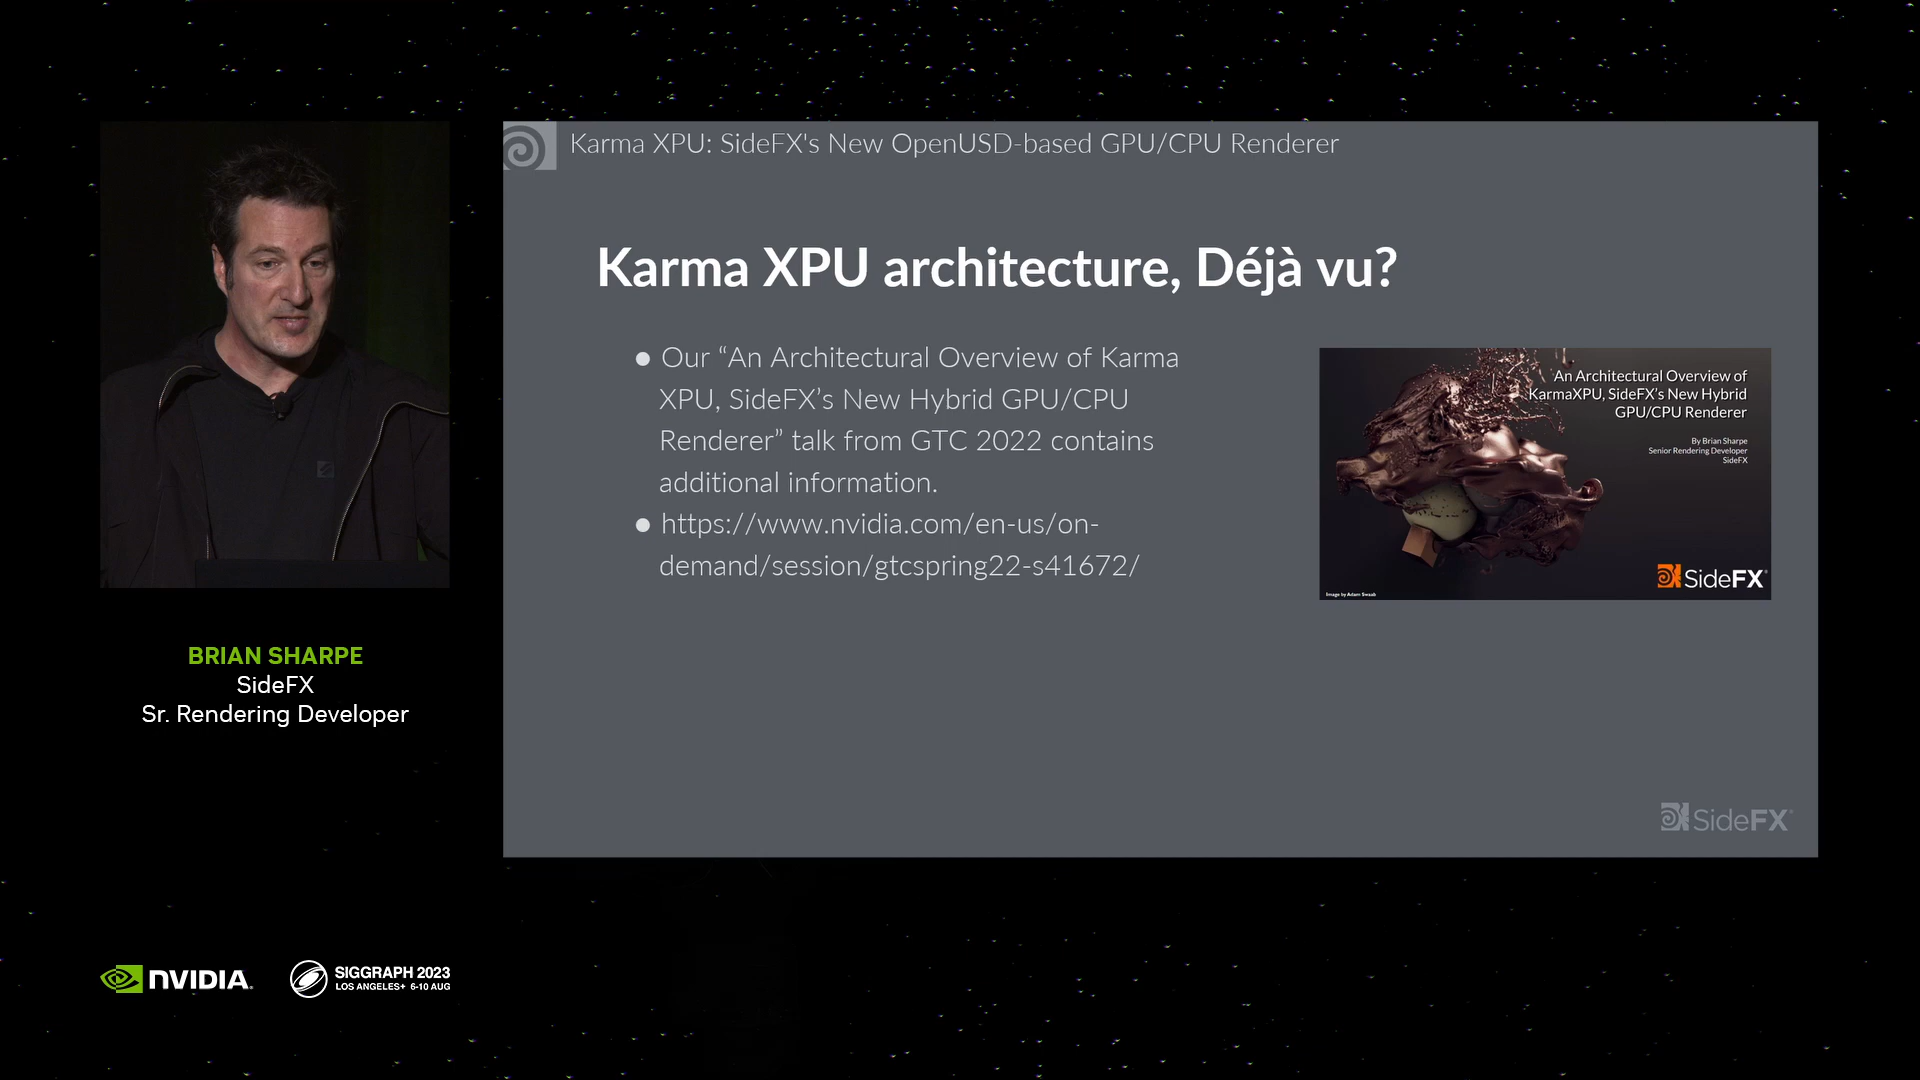 Karma XPU: SideFX's New OpenUSD-based GPU/CPU Renderer
Karma XPU architecture, Déjà vu?
● Our “An Architectural Overview of Karma
XPU, SideFX’s New Hybrid GPU/CPU
Renderer” talk from GTC 2022 contains
additional information.
● https://www.nvidia.com/en-us/on-
demand/session/gtcspring22-s41672/
An Architectural Overview of
KarmaXPU, SideFX's New Hybrid
GPU/CPU Renderer
By Brian Sharpe
Senior Rendering Developer
SideFX
SideFX
Image by Adam Swaab
SideFX
BRIAN SHARPE
SideFX
Sr. Rendering Developer
NVIDIA.
SIGGRAPH 2023
LOS ANGELES+ 6-10 AUG